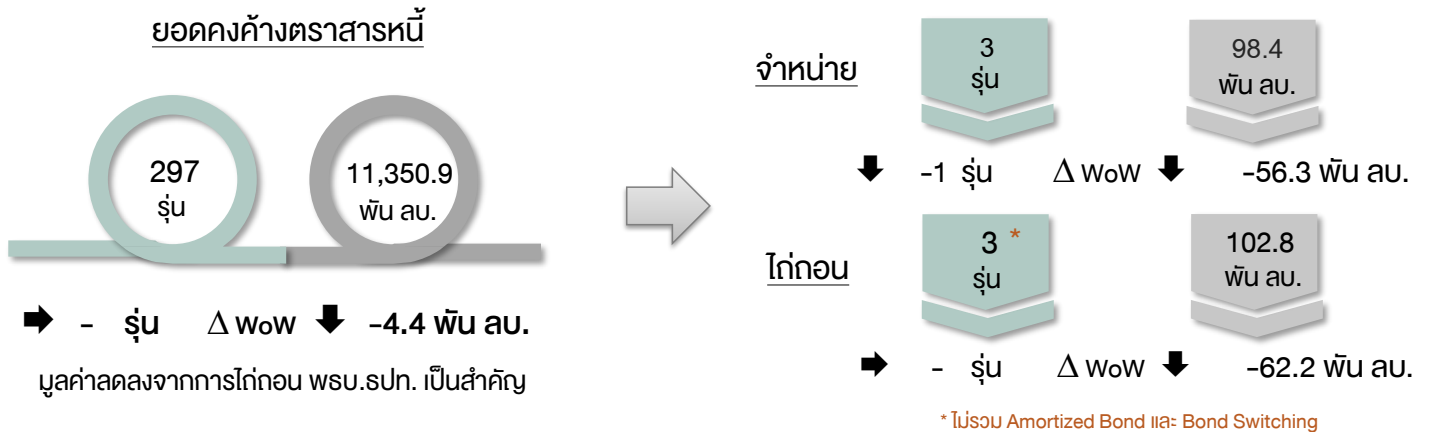 ยอดคงค้างตราสารหนี้
297
รุ่น
11,350.9
พัน ลบ.
- รุ่น Δ WoW -4.4 พัน ลบ.
มูลค่าลดลงจากการไถ่ถอน พธบ.ธปท. เป็นสำคัญ
จำหน่าย
3
รุ่น
98.4
พัน ลบ.
-1 รุ่น Δ WoW -56.3 พัน ลบ.
ไถ่ถอน
3 *
รุ่น
102.8
พัน ลบ.
- รุ่น Δ WoW -62.2 พัน ลบ.
* ไม่รวม Amortized Bond และ Bond Switching